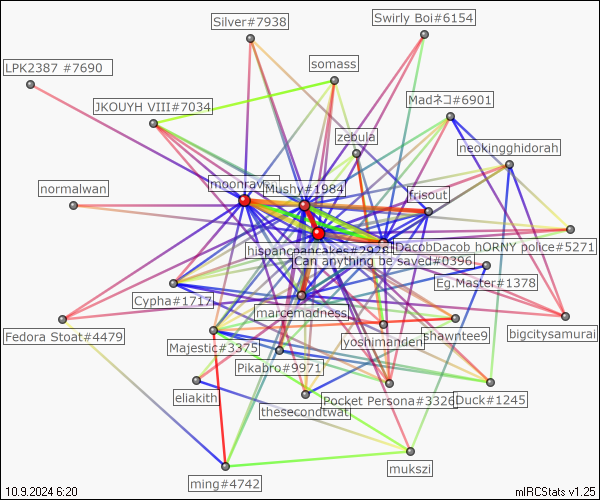 Silver#7938
Swirly Boi#6154
LPK2387 #7690
somass
JKOUYH VIII#7034
Madネコ#6901
zebula
neokingghidorah
moonrav
normalwan
Mushy#1984
frisout
hispancpancakes#2928
DacobDacob hORNY police#5271
Can anything be saved#0396
Eg.Master#1378
Cypha#1717
marcemadness
Fedora Stoat#4479
yoshimanden
shawntee9
bigcitysamurai
Majestic#3375
Pikabro#9971
eliakith
thesecondtwat
Pocket Persona#3326
Duck#1245
mukszi
ming#4742
10.9.2024 6:20
mIRCStats v1.25